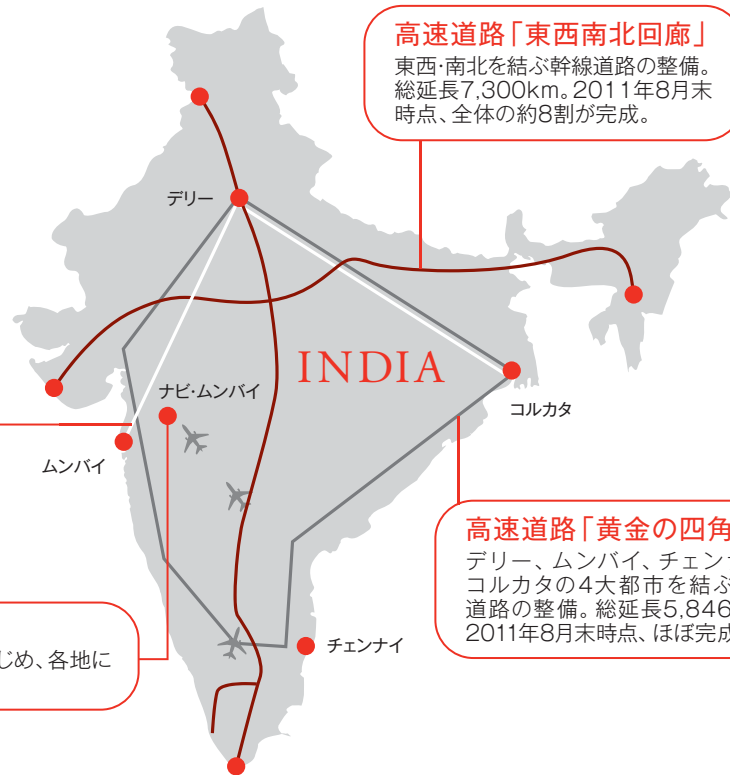 高速道路「東西南北回廊」
東西・南北を結ぶ幹線道路の整備。
総延長7,300km。2011年8月末
時点、全体の約8割が完成。
デリー
INDIA
ナビ・ムンバイ
コルカタ
ムンバイ
高速道路「黄金の四角
デリー、ムンバイ、チェン
コルカタの4大都市を結ぶ
道路の整備。総延長5,846
2011年8月末時点、ほぼ完成
チェンナイ
じめ、各地に